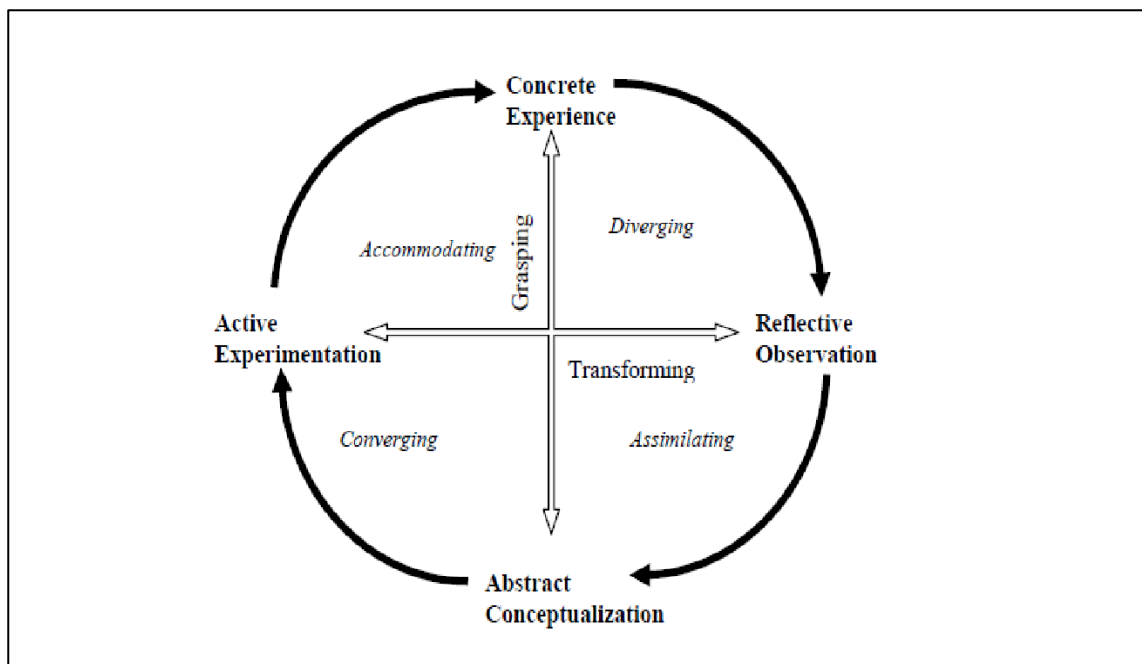 Concrete
Experience
Grasping
Diverging
Accommodating
Active
Experimentation
Reflective
Observation
Transforming
Converging
Assimilating
Abstract
Conceptualization